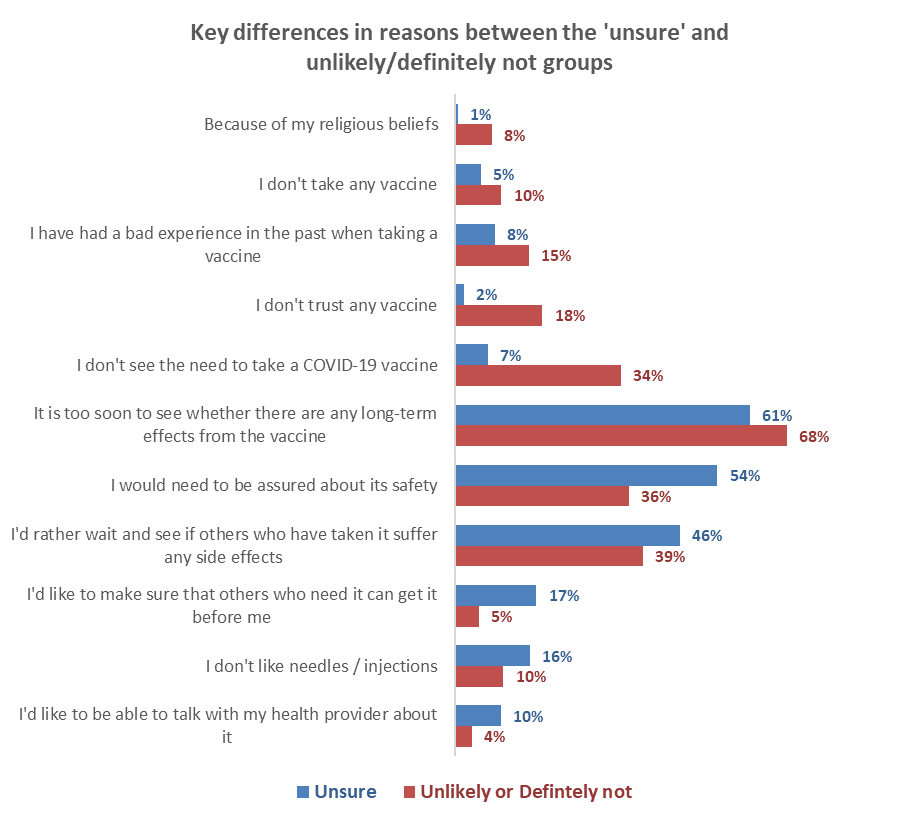 Key differences in reasons between the 'unsure' and
unlikely/definitely not groups
Because of my religious beliefs
1%
8%
I don't take any vaccine
5%
10%
I have had a bad experience in the past when taking a
vaccine
8%
15%
I don't trust any vaccine
2%
18%
I don't see the need to take a COVID-19 vaccine
7%
34%
It is too soon to see whether there are any long-term
effects from the vaccine
61%
68%
I would need to be assured about its safety
54%
36%
I'd rather wait and see if others who have taken it suffer
any side effects
46%
39%
I'd like to make sure that others who need it can get it
before me
17%
5%
I don't like needles / injections
16%
10%
I'd like to be able to talk with my health provider about
it
10%
4%
Unsure
Unlikely or Defintely not